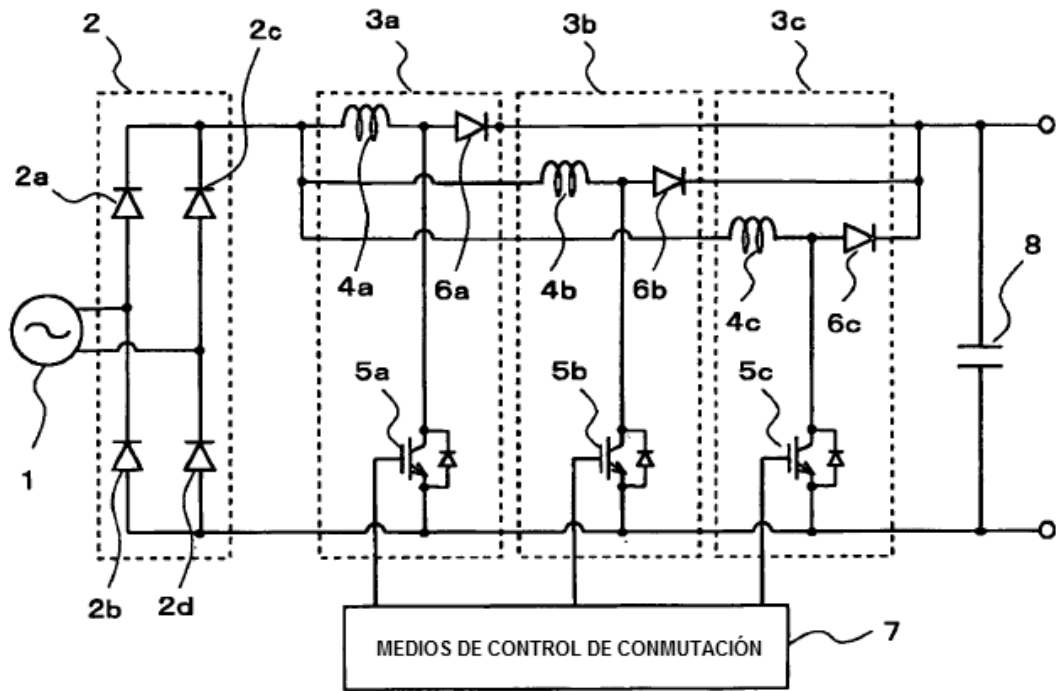 2
2c
3a
3b
3c
2a
4a
6a
4b
6b
4c
6c
8
1
5a
5b
5c
2b
2d
7
MEDIOS DE CONTROL DE CONMUTACIÓN